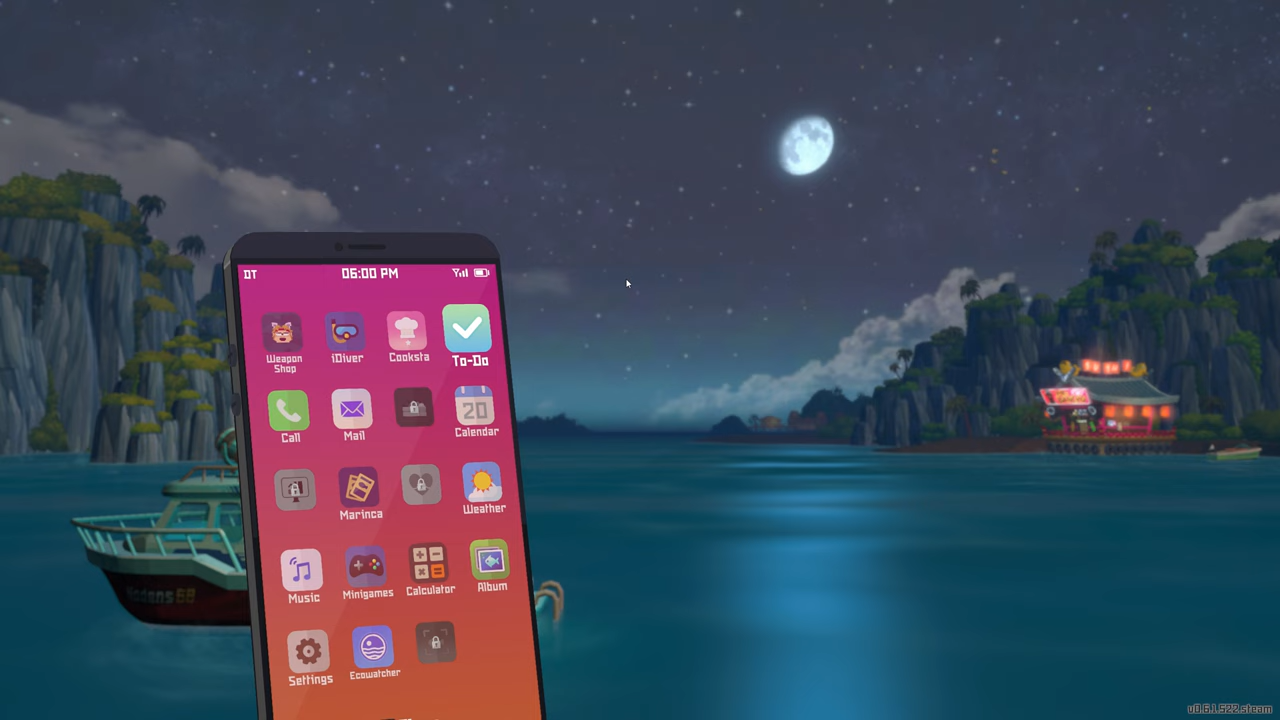 DT
06:00 PM
Weapon
Shop
iDiver
Cooksta
To-Do
Call
Mail
20
Calendar
Marinca
Weather
Music
Minigames
Calculator
Album
Settings
Ecowatcher
v0.6.1.522.steam